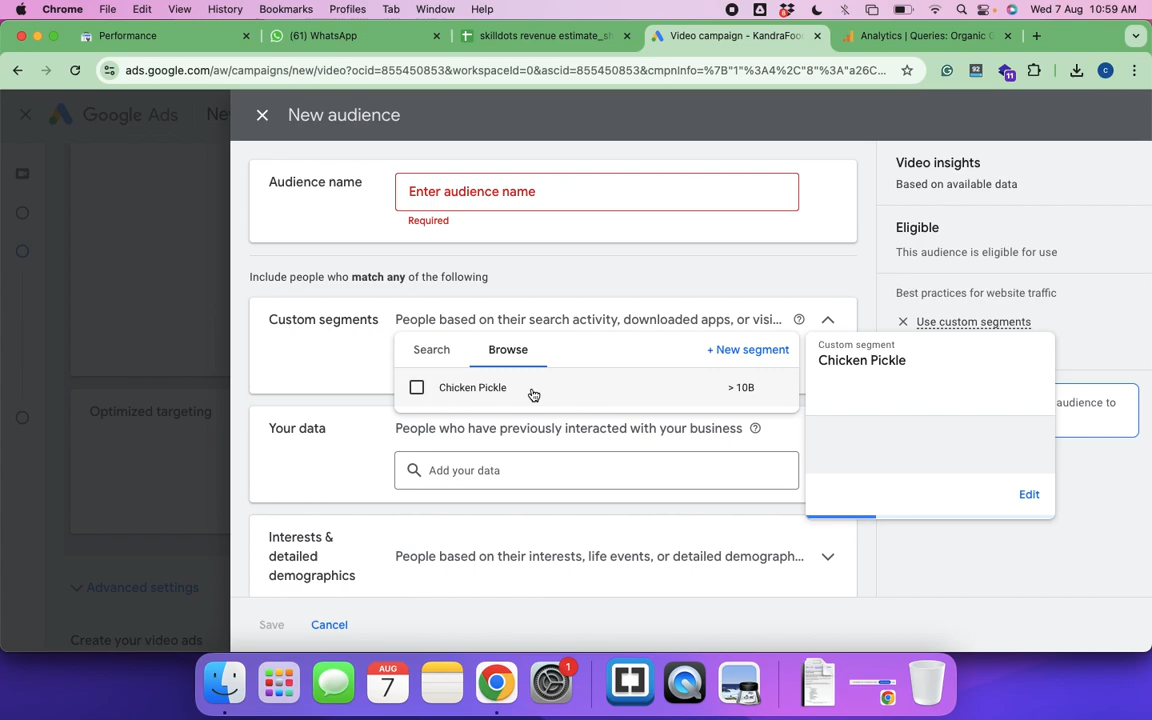 Chrome File Edit View History Bookmarks Profiles Tab Window Help Wed 7 Aug 10:59 AM
Performance (61) WhatsApp skilldots revenue estimate_sh Video campaign - KandraFoo Analytics | Queries: Organic G
ads.google.com/aw/campaigns/new/video?ocid=855450853&workspaceId=0&ascid=855450853&cmpnInfo=%7B"1"%3A4%2C"8"%3A"a26C...
92
11
c
Google Ads Ne
New audience
Audience name
Enter audience name
Required
Include people who match any of the following
Custom segments People based on their search activity, downloaded apps, or visi...
Search Browse + New segment
Chicken Pickle > 10B
Your data People who have previously interacted with your business
Add your data
Interests & detailed demographics People based on their interests, life events, or detailed demograph...
Save Cancel
Video insights
Based on available data
Eligible
This audience is eligible for use
Best practices for website traffic
Use custom segments
Custom segment
Chicken Pickle
Edit
audience to
Optimized targeting
Advanced settings
Create your video ads
AUG
7
1